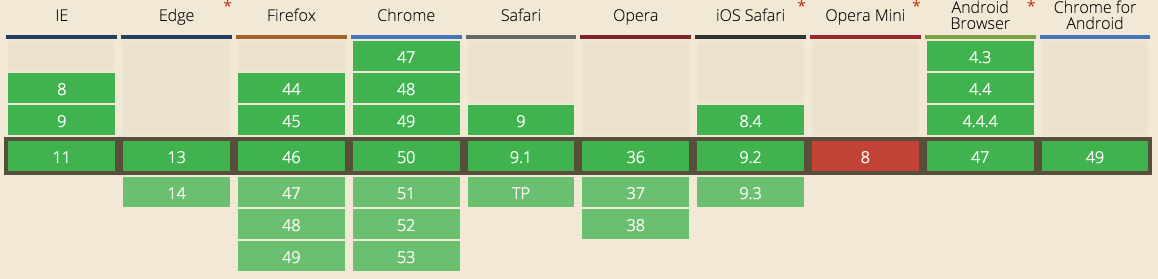 IE Edge * Firefox Chrome Safari Opera iOS Safari * Opera Mini * Android Browser * Chrome for Android
47 4.3
8 44 48 4.4
9 45 49 9 8.4 4.4.4
11 13 46 50 9.1 36 9.2 8 47 49
14 47 51 TP 37 9.3
48 52 38
49 53